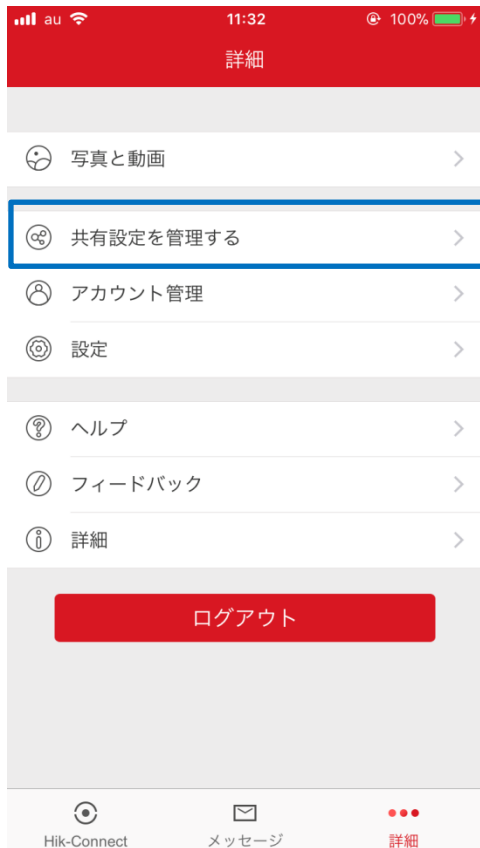 au 11:32 100%
詳細
写真と動画
共有設定を管理する
アカウント管理
設定
ヘルプ
フィードバック
詳細
ログアウト
Hik-Connect メッセージ 詳細